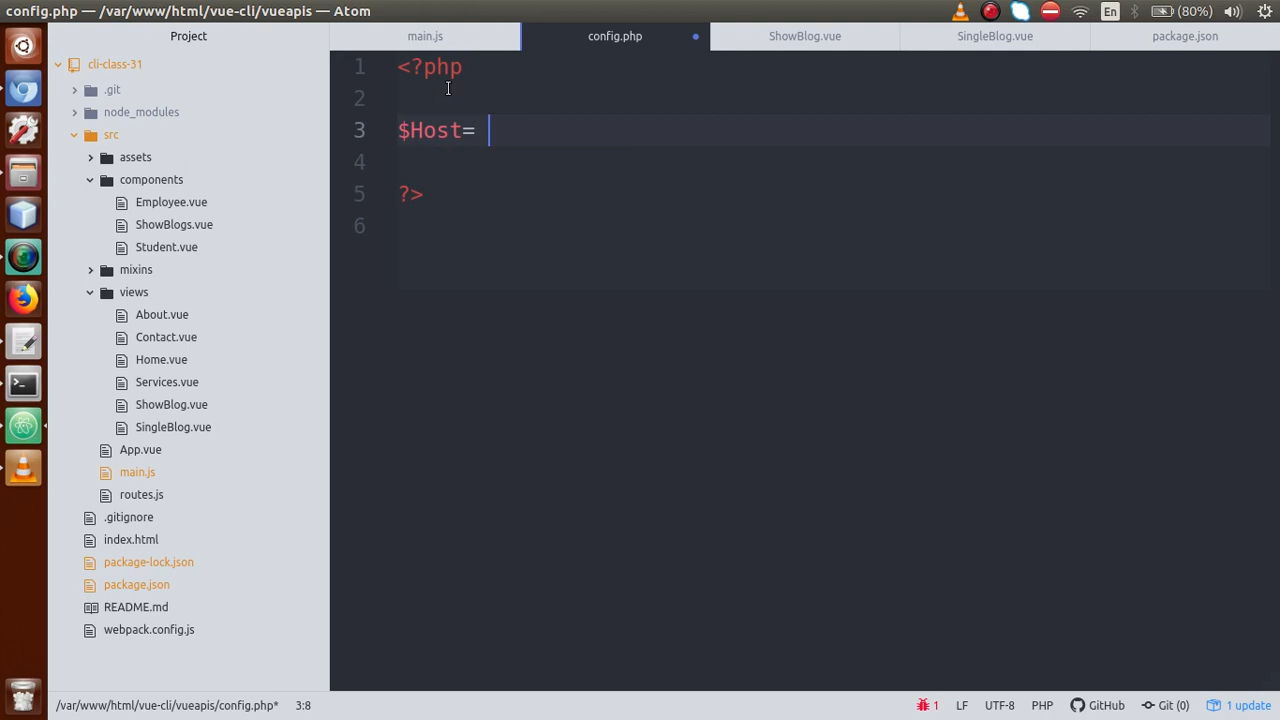 config.php — /var/www/html/vue-cli/vueapis — Atom
En
(80%)
Project
main.js
config.php
ShowBlog.vue
SingleBlog.vue
package.json
cli-class-31
.git
node_modules
src
assets
components
Employee.vue
ShowBlogs.vue
Student.vue
mixins
views
About.vue
Contact.vue
Home.vue
Services.vue
ShowBlog.vue
SingleBlog.vue
App.vue
main.js
routes.js
.gitignore
index.html
package-lock.json
package.json
README.md
webpack.config.js
1 <?php
2
3 $Host=
4
5 ?>
6
/var/www/html/vue-cli/vueapis/config.php* 3:8
1 LF UTF-8 PHP GitHub Git (0) 1 update